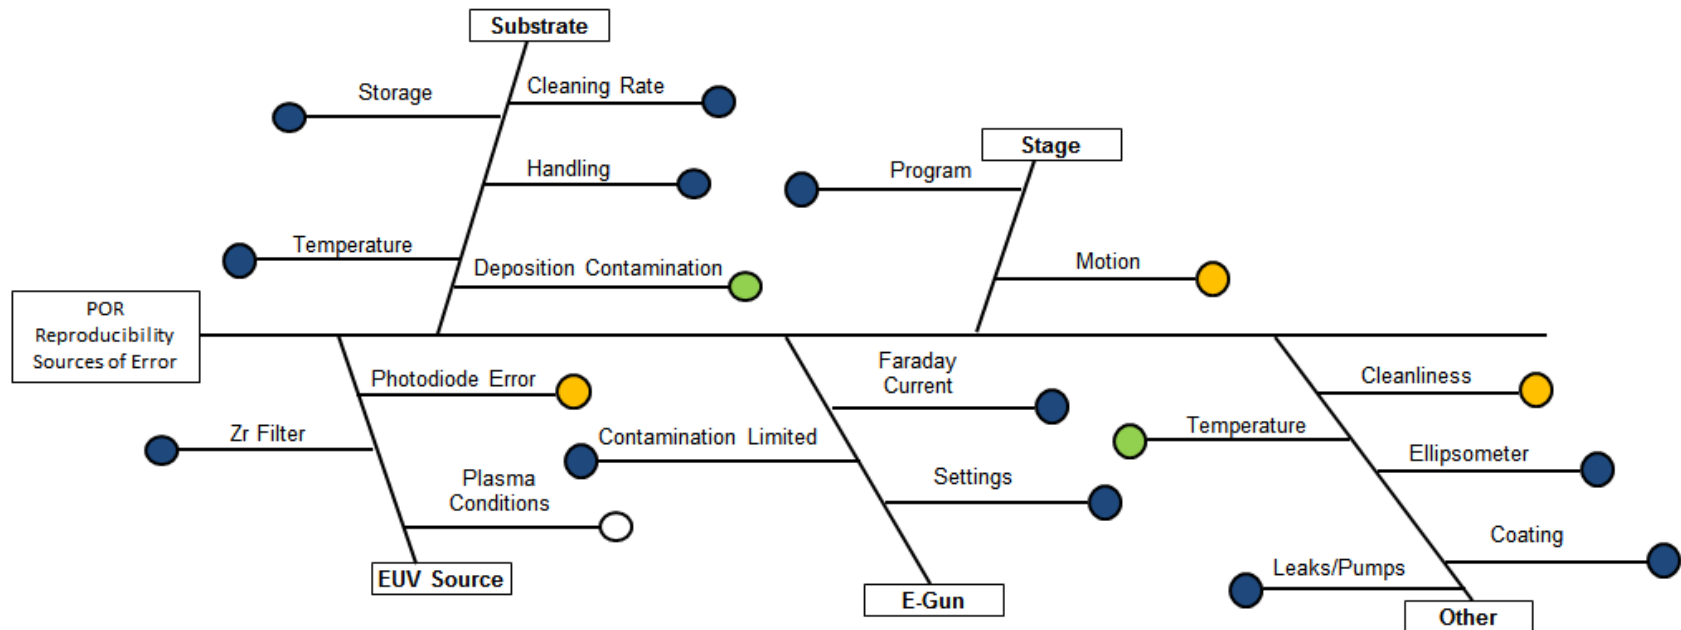 Substrate
Storage
Cleaning Rate
Handling
Temperature
Deposition Contamination
Stage
Program
Motion
POR
Reproducibility
Sources of Error
Photodiode Error
Zr Filter
Plasma
Conditions
EUV Source
Faraday
Current
Contamination Limited
Settings
E-Gun
Cleanliness
Temperature
Ellipsometer
Coating
Leaks/Pumps
Other